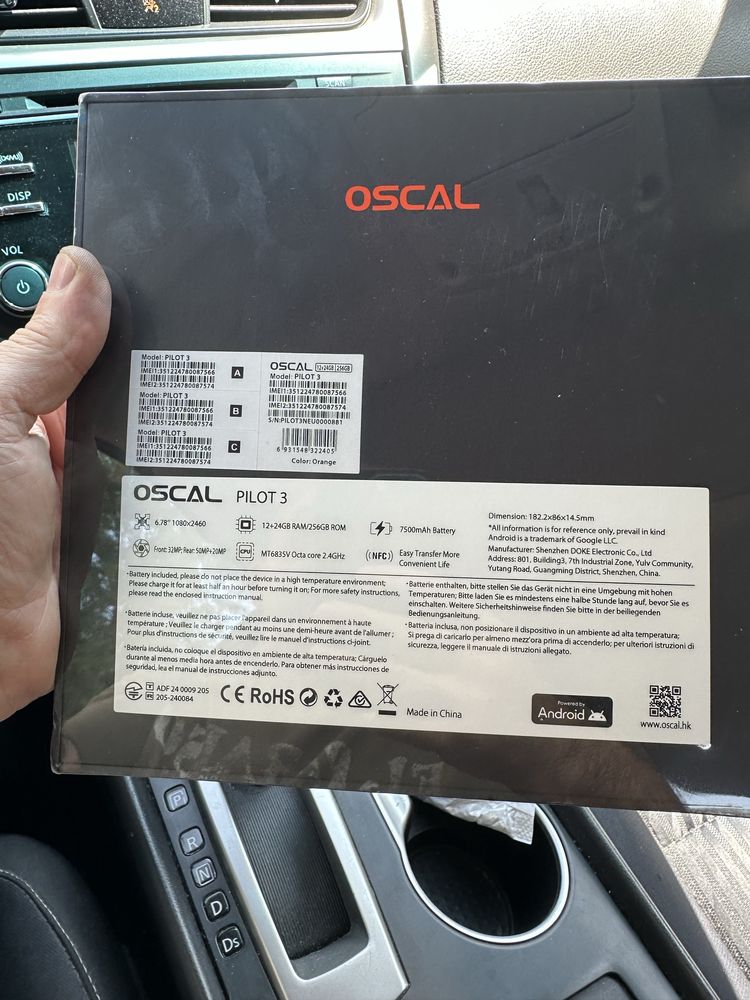 SCAN
DISP
VOL
OSCAL
Model: PILOT 3
IMEI1:351224780087566
IMEI2:351224780087574
A
Model: PILOT 3
IMEI1:351224780087566
IMEI2:351224780087574
B
Model: PILOT 3
IMEI1:351224780087566
IMEI2:351224780087574
C
OSCAL 12+24GB 256GB
Model: PILOT 3
IMEI1:351224780087566
IMEI2:351224780087574
S/N:PILOT3NEU0000881
6 931548 322405
Color: Orange
OSCAL PILOT 3
6.78" 1080×2460
12+24GB RAM/256GB ROM
7500mAh Battery
Front: 32MP; Rear: 50MP+20MP
CPU
MT6835V Octa core 2.4GHz
(NFC)
Easy Transfer More
Convenient Life
Dimension: 182.2×86×14.5mm
*All information is for reference only, prevail in kind
Android is a trademark of Google LLC.
Manufacturer: Shenzhen DOKE Electronic Co., Ltd
Address: 801, Building3, 7th Industrial Zone, Yulv Community,
Yutang Road, Guangming District, Shenzhen, China.
·Battery included, please do not place the device in a high temperature environment;
Please charge it for at least half an hour before turning it on; For more safety instructions,
please read the enclosed instruction manual.
·Batterie incluse, veuillez ne pas placer l'appareil dans un environnement à haute
température ; Veuillez le charger pendant au moins une demi-heure avant de l'allumer ;
Pour plus d'instructions de sécurité, veuillez lire le manuel d'instructions ci-joint.
·Batería incluida, no coloque el dispositivo en un ambiente de alta temperatura; Cárguelo
durante al menos media hora antes de encenderlo. Para obtener más instrucciones de
seguridad, lea el manual de instrucciones adjunto.
·Batterie enthalten, bitte stellen Sie das Gerät nicht in eine Umgebung mit hohen
Temperaturen; Bitte laden Sie es mindestens eine halbe Stunde lang auf, bevor Sie es
einschalten. Weitere Sicherheitshinweise finden Sie bitte in der beiliegenden
Bedienungsanleitung.
·Batteria inclusa, non posizionare il dispositivo in un ambiente ad alta temperatura;
Si prega di caricarlo per almeno mezz'ora prima di accenderlo; per ulteriori istruzioni di
sicurezza, leggere il manuale di istruzioni allegato.
ADF 24 0009 205
205-240084
CE RoHS
Made in China
Powered by
Android
www.oscal.hk
P
R
N
D
Ds